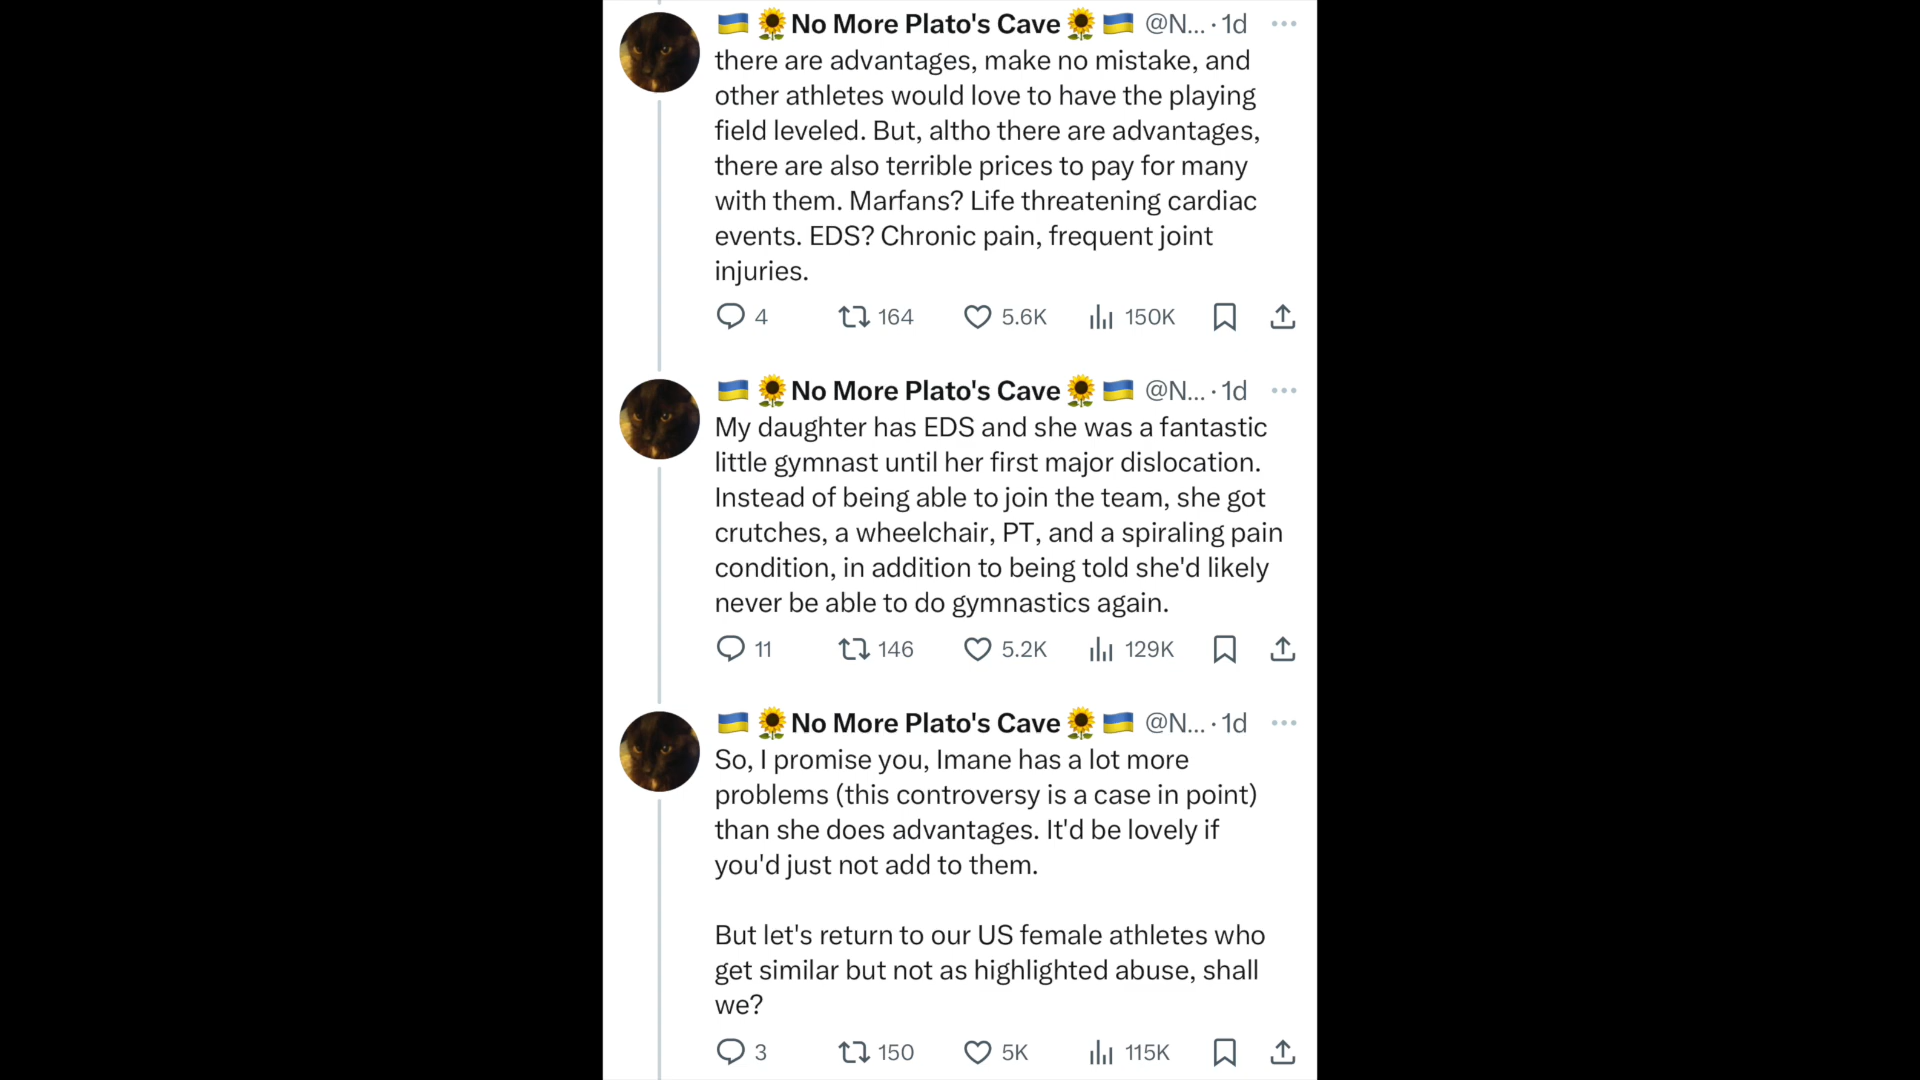 🇺🇦 🌻No More Plato's Cave🌻 🇺🇦 @N... · 1d
there are advantages, make no mistake, and
other athletes would love to have the playing
field leveled. But, altho there are advantages,
there are also terrible prices to pay for many
with them. Marfans? Life threatening cardiac
events. EDS? Chronic pain, frequent joint
injuries.
4 164 5.6K 150K
🇺🇦 🌻No More Plato's Cave🌻 🇺🇦 @N... · 1d
My daughter has EDS and she was a fantastic
little gymnast until her first major dislocation.
Instead of being able to join the team, she got
crutches, a wheelchair, PT, and a spiraling pain
condition, in addition to being told she'd likely
never be able to do gymnastics again.
11 146 5.2K 129K
🇺🇦 🌻No More Plato's Cave🌻 🇺🇦 @N... · 1d
So, I promise you, Imane has a lot more
problems (this controversy is a case in point)
than she does advantages. It'd be lovely if
you'd just not add to them.
But let's return to our US female athletes who
get similar but not as highlighted abuse, shall
we?
3 150 5K 115K